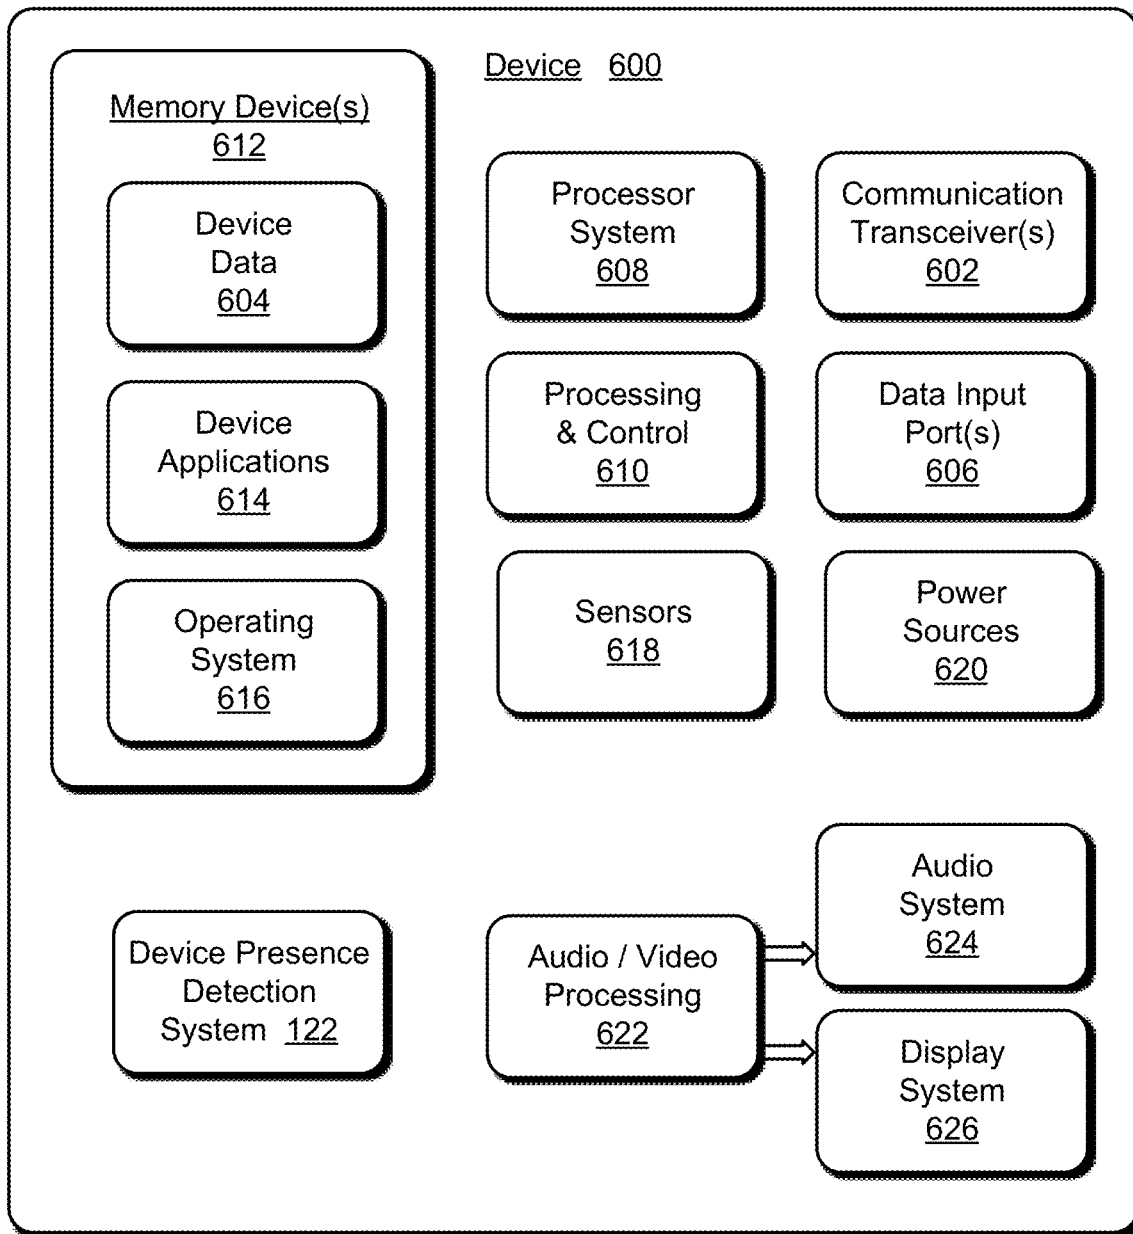 Device 600
Memory Device(s)
612
Device
Data
604
Device
Applications
614
Operating
System
616
Processor
System
608
Communication
Transceiver(s)
602
Processing
& Control
610
Data Input
Port(s)
606
Sensors
618
Power
Sources
620
Device Presence
Detection
System 122
Audio / Video
Processing
622
Audio
System
624
Display
System
626